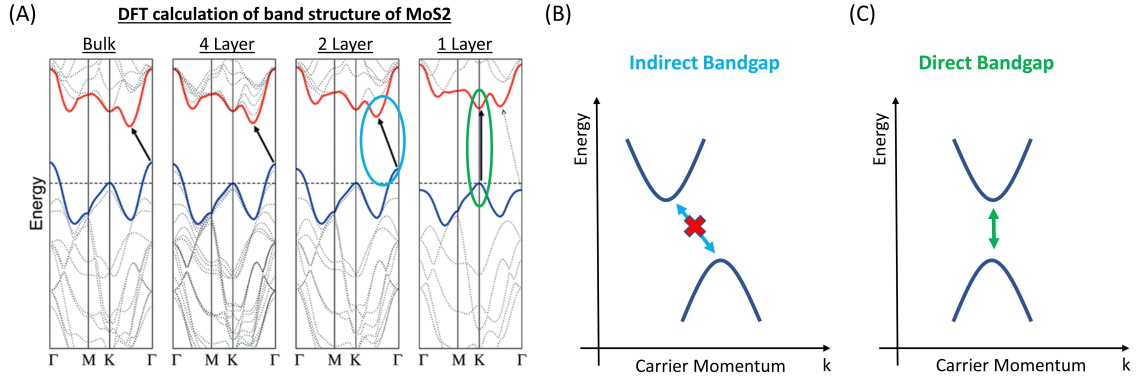 (A)
DFT calculation of band structure of MoS2
Bulk
4 Layer
2 Layer
1 Layer
Energy
Γ M K Γ
Γ M K Γ
Γ M K Γ
Γ M K Γ
(B)
Indirect Bandgap
Energy
Carrier Momentum
k
(C)
Direct Bandgap
Energy
Carrier Momentum
k